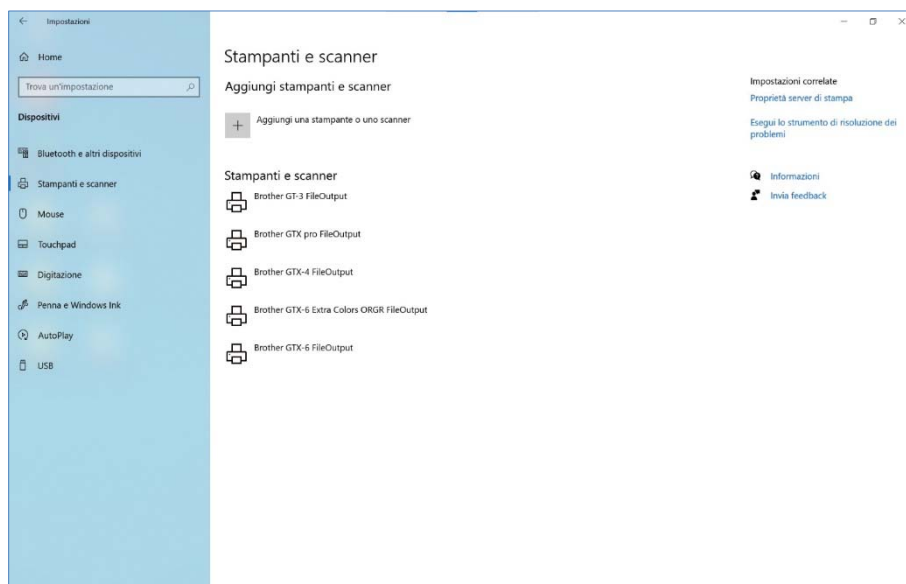 Impostazioni
Home
Trova un'impostazione
Dispositivi
Bluetooth e altri dispositivi
Stampanti e scanner
Mouse
Touchpad
Digitazione
Penna e Windows Ink
AutoPlay
USB
Stampanti e scanner
Aggiungi stampanti e scanner
Aggiungi una stampante o uno scanner
Stampanti e scanner
Brother GT-3 FileOutput
Brother GTX pro FileOutput
Brother GTX-4 FileOutput
Brother GTX-6 Extra Colors ORGR FileOutput
Brother GTX-6 FileOutput
Impostazioni correlate
Proprietà server di stampa
Esegui lo strumento di risoluzione dei
problemi
Informazioni
Invia feedback